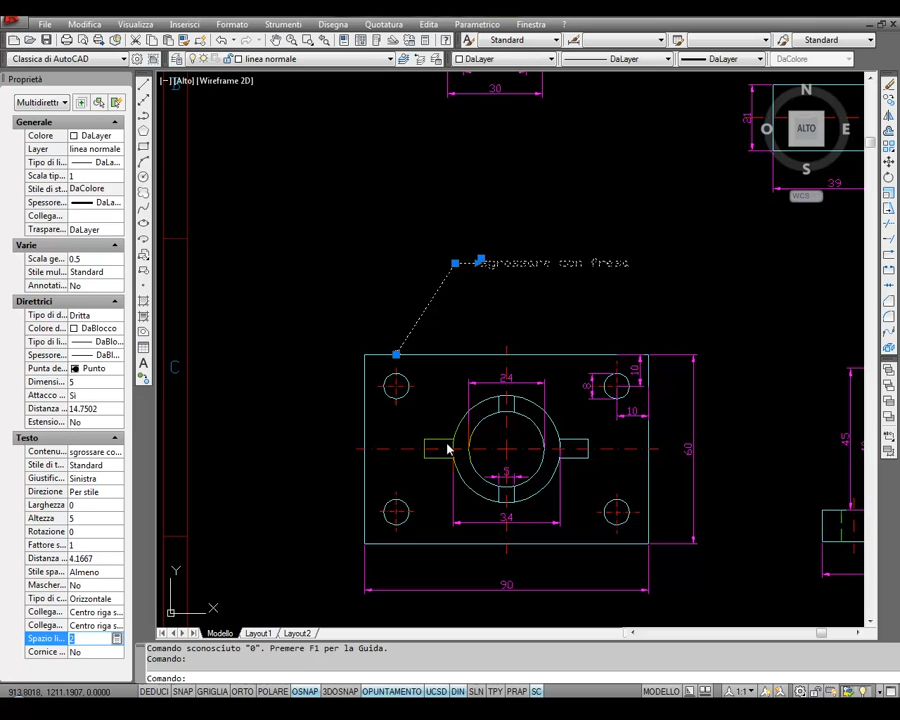 File Modifica Visualizza Inserisci Formato Strumenti Disegna Quotatura Edita Parametrico Finestra ?
Standard Standard
Classica di AutoCAD linea normale DaLayer DaLayer DaLayer DaColore
Proprietà
[−] [Alto] [Wireframe 2D]
Multidirett
Generale
Colore DaLayer
Layer linea normale
Tipo di li... DaLa...
Scala tip... 1
Stile di st... DaColore
Spessore... DaLa...
Collega...
Traspare... DaLayer
Varie
Scala ge... 0.5
Stile mul... Standard
Annotati... No
Direttrici
Tipo di d... Dritta
Colore d... DaBlocco
Tipo di li... DaBl...
Spessore... DaBl...
Punta de... Punto
Dimensi... 5
Attacco ... Sì
Distanza ... 14.7502
Estensio... No
Testo
Contenu... sgrossare co...
Stile di t... Standard
Giustific... Sinistra
Direzione Per stile
Larghezza 0
Altezza 5
Rotazione 0
Fattore s... 1
Distanza ... 4.1667
Stile spa... Almeno
Mascher... No
Tipo di c... Orizzontale
Collega... Centro riga s...
Collega... Centro riga s...
Spazio li... 2
Cornice ... No
30
N
O ALTO E
S
WCS
21
39
sgrossare con fresa
C
24
8
10
10
5
34
60
90
45
Y
X
Modello Layout1 Layout2
Comando sconosciuto "0". Premere F1 per la Guida.
Comando:
Comando:
913.8018, 1211.1907, 0.0000 DEDUCI SNAP GRIGLIA ORTO POLARE OSNAP 3DOSNAP OPUNTAMENTO UCSD DIN SLN TPY PRAP SC MODELLO 1:1